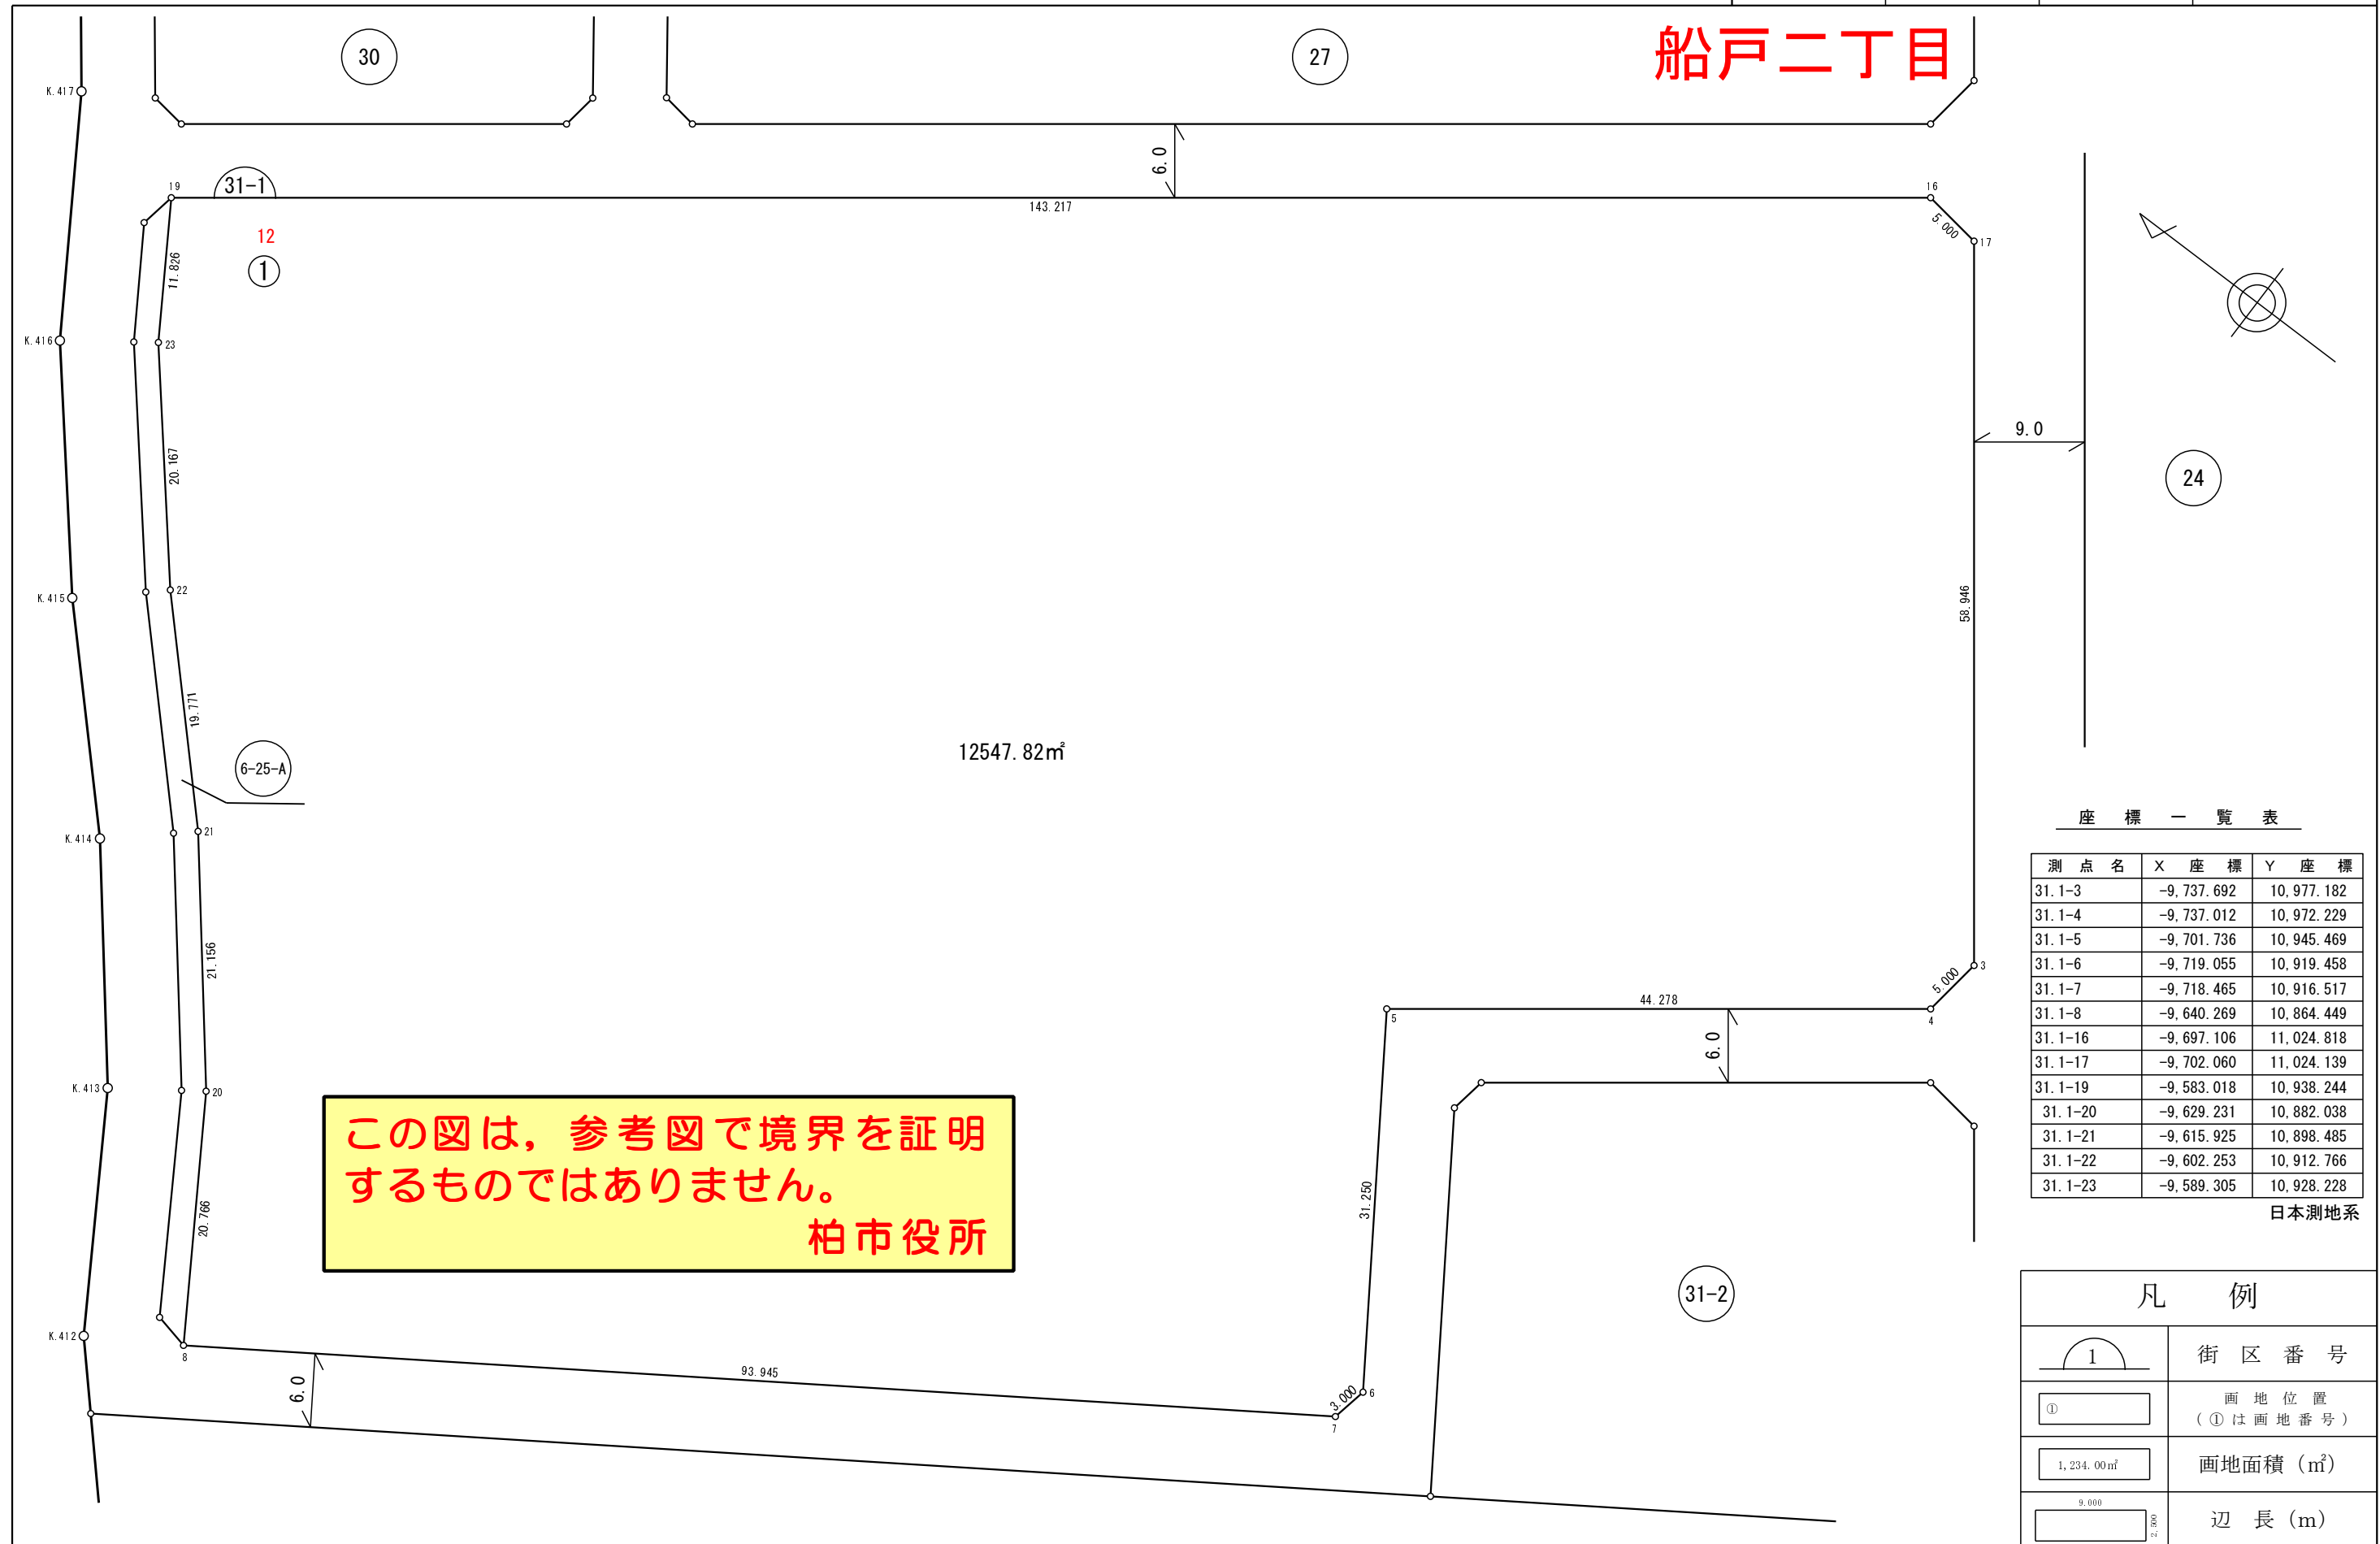 船戸二丁目
30
27
K.417
6.0
19
31-1
16
143.217
5.000
17
12
①
11.826
K.416
23
9.0
20.167
24
K.415
22
58.946
19.771
12547.82㎡
6-25-A
K.414
21
21.156
3
5.000
44.278
5
4
6.0
K.413
20
この図は，参考図で境界を証明
するものではありません。
柏市役所
20.766
31.250
31-2
K.412
8
6.0
93.945
3.000
6
7
座標一覧表
測点名 X座標 Y座標
31.1-3 -9,737.692 10,977.182
31.1-4 -9,737.012 10,972.229
31.1-5 -9,701.736 10,945.469
31.1-6 -9,719.055 10,919.458
31.1-7 -9,718.465 10,916.517
31.1-8 -9,640.269 10,864.449
31.1-16 -9,697.106 11,024.818
31.1-17 -9,702.060 11,024.139
31.1-19 -9,583.018 10,938.244
31.1-20 -9,629.231 10,882.038
31.1-21 -9,615.925 10,898.485
31.1-22 -9,602.253 10,912.766
31.1-23 -9,589.305 10,928.228
日本測地系
凡例
1 街区番号
① 画地位置
(①は画地番号)
1,234.00㎡ 画地面積（㎡）
9.000
2.500
辺長（m）